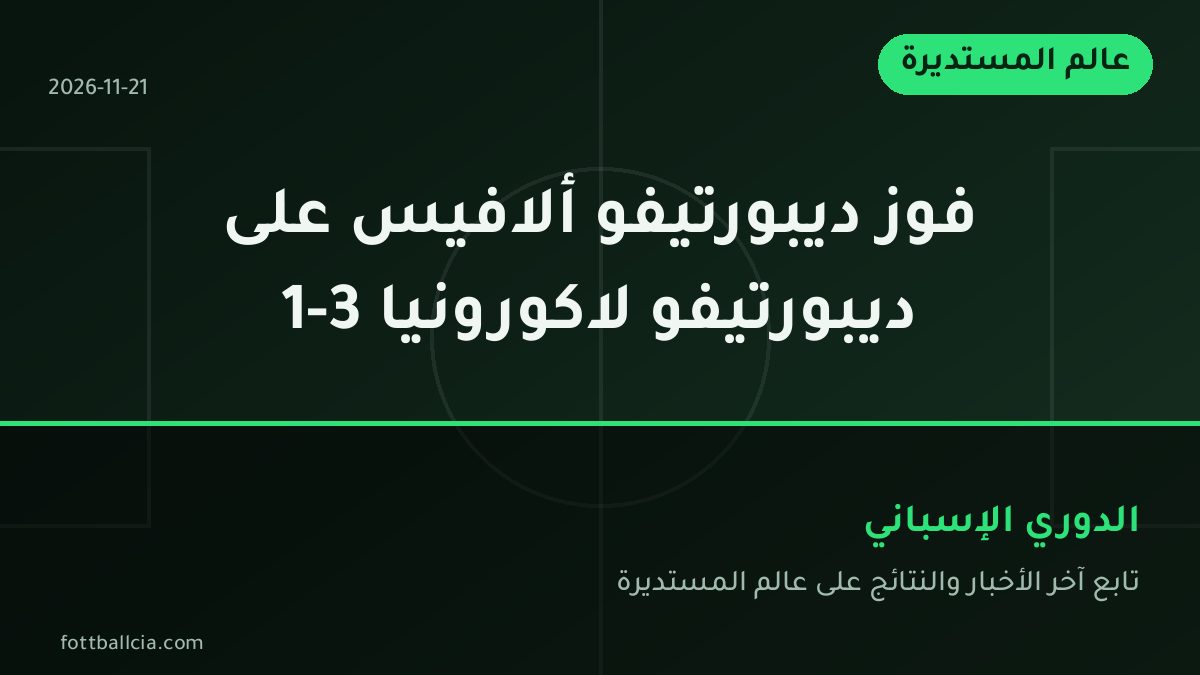 عالم المستديرة
2026-11-21
فوز ديبورتيفو ألافيس على
ديبورتيفو لاكورونيا 3-1
الدوري الإسباني
تابع آخر الأخبار والنتائج على عالم المستديرة
fottballcia.com